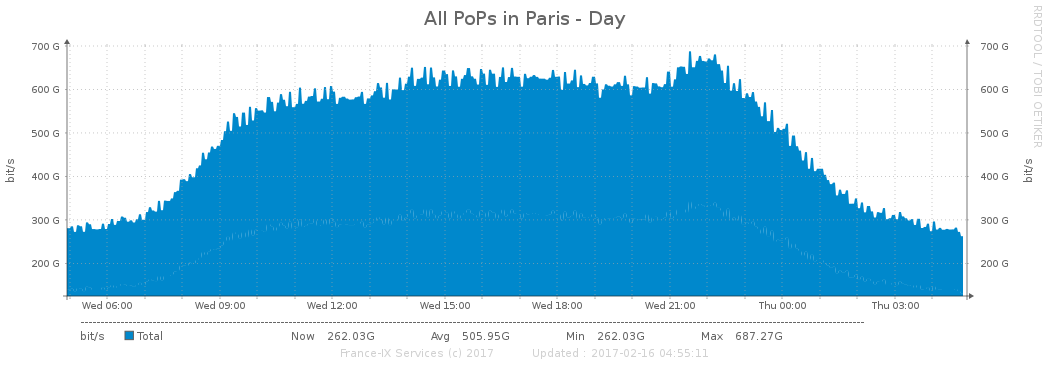 All PoPs in Paris - Day
RRDTOOL / TOBI OETIKER
bit/s
700 G 700 G
600 G 600 G
500 G 500 G
400 G 400 G
300 G 300 G
200 G 200 G
bit/s
Wed 06:00 Wed 09:00 Wed 12:00 Wed 15:00 Wed 18:00 Wed 21:00 Thu 00:00 Thu 03:00
bit/s Total Now 262.03G Avg 505.95G Min 262.03G Max 687.27G
France-IX Services (c) 2017 Updated : 2017-02-16 04:55:11